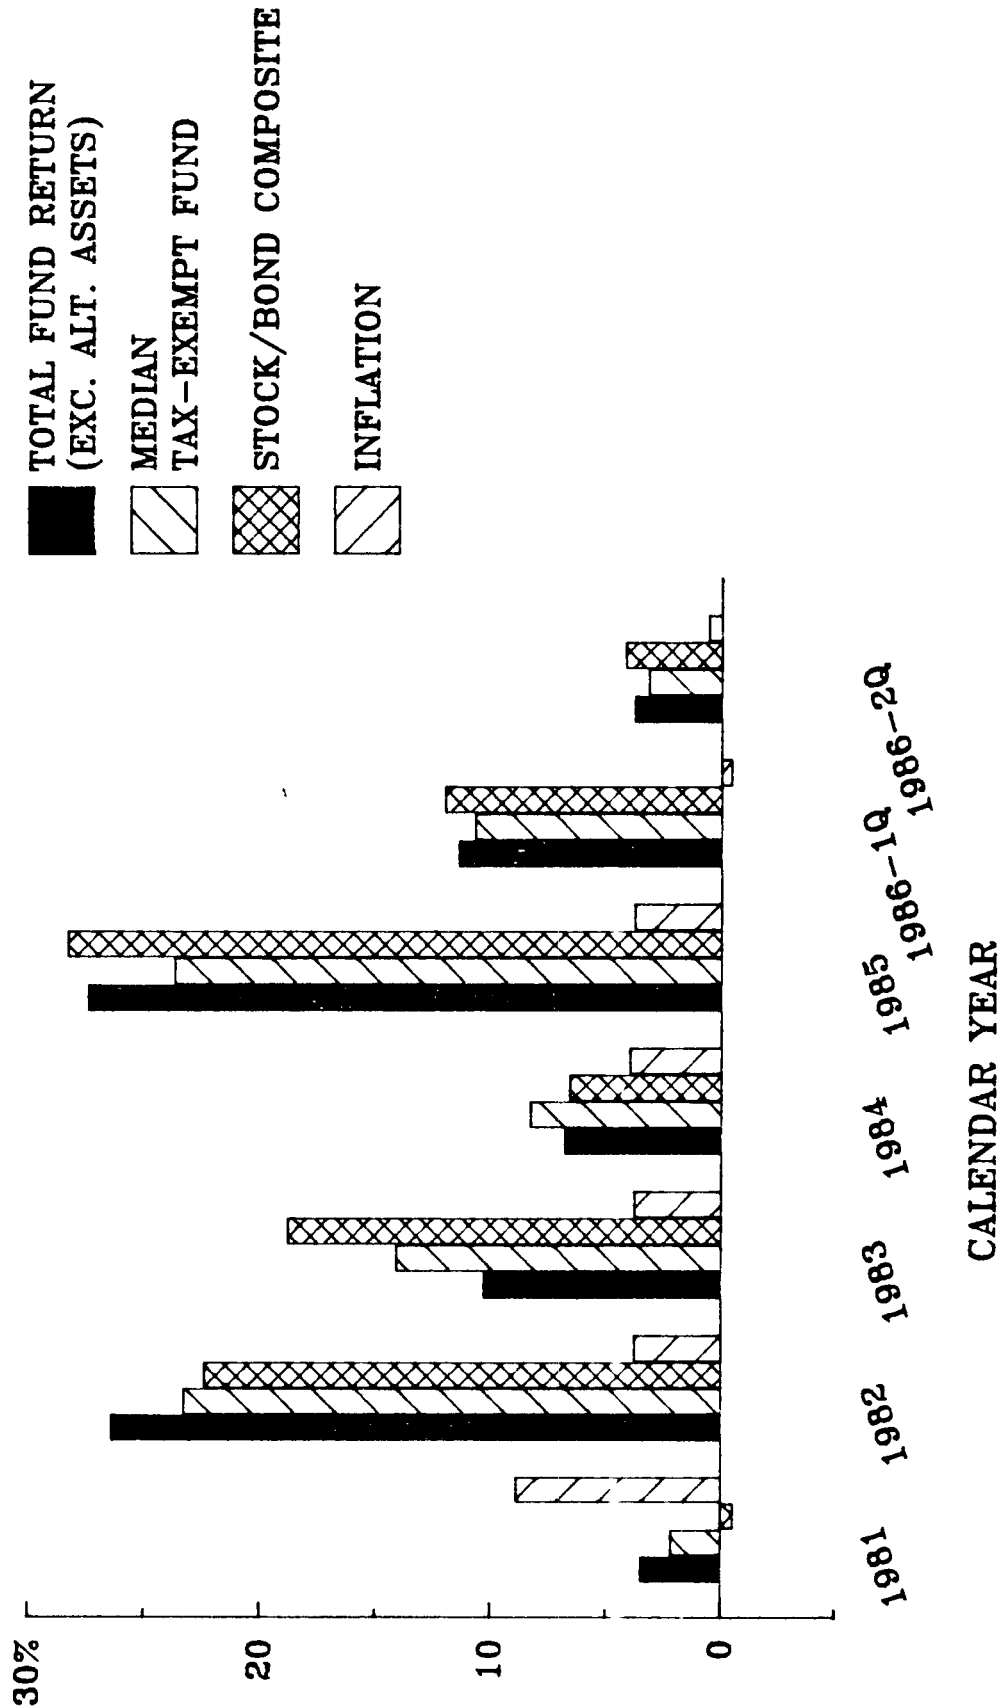 TOTAL FUND RETURN
(EXC. ALT. ASSETS)
MEDIAN
TAX-EXEMPT FUND
STOCK/BOND COMPOSITE
INFLATION
30%
20
10
0
1981
1982
1983
1984
1985
1986-1Q
1986-2Q
CALENDAR YEAR